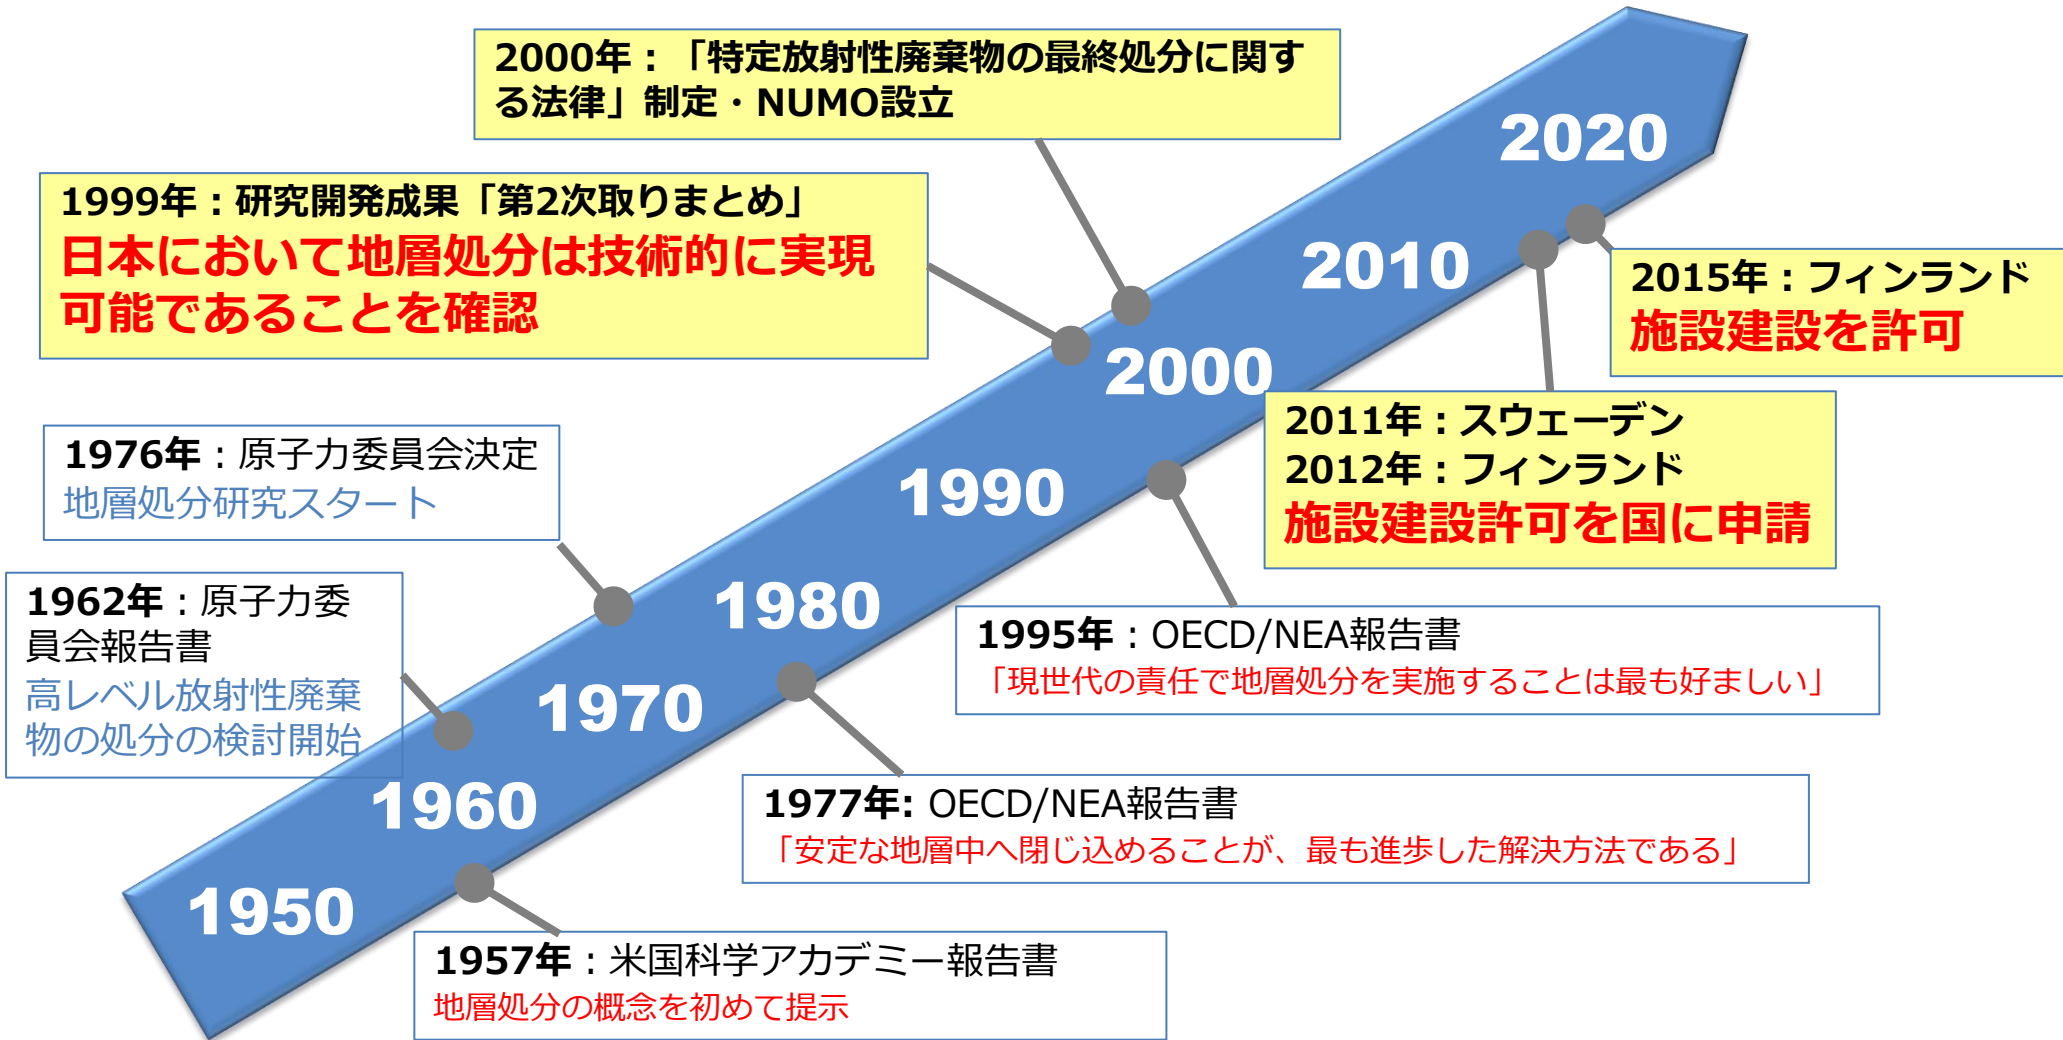 2000年：「特定放射性廃棄物の最終処分に関す
る法律」制定・NUMO設立
1999年：研究開発成果「第2次取りまとめ」
日本において地層処分は技術的に実現
可能であることを確認
1976年：原子力委員会決定
地層処分研究スタート
1962年：原子力委
員会報告書
高レベル放射性廃棄
物の処分の検討開始
1950
1960
1970
1980
1990
2000
2010
2020
2015年：フィンランド
施設建設を許可
2011年：スウェーデン
2012年：フィンランド
施設建設許可を国に申請
1995年：OECD/NEA報告書
「現世代の責任で地層処分を実施することは最も好ましい」
1977年: OECD/NEA報告書
「安定な地層中へ閉じ込めることが、最も進歩した解決方法である」
1957年：米国科学アカデミー報告書
地層処分の概念を初めて提示